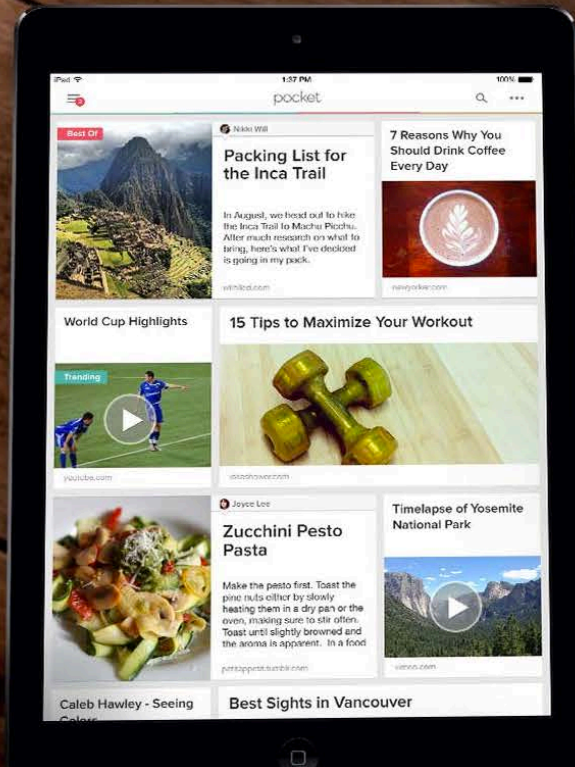 iPad
1:37 PM
100%
pocket
Best Of
Nikki Will
Packing List for
the Inca Trail
In August, we head out to hike
the Inca Trail to Machu Picchu.
After much research on what to
bring, here's what I've decided
is going in my pack.
7 Reasons Why You
Should Drink Coffee
Every Day
newyorker.com
World Cup Highlights
Trending
youtube.com
15 Tips to Maximize Your Workout
ideashower.com
Joyce Lee
Zucchini Pesto
Pasta
Make the pesto first. Toast the
pine nuts either by slowly
heating them in a dry pan or the
oven, making sure to stir often.
Toast until slightly browned and
the aroma is apparent. In a food
petitappetit.tumblr.com
Timelapse of Yosemite
National Park
vimeo.com
Caleb Hawley - Seeing
Colors
Best Sights in Vancouver